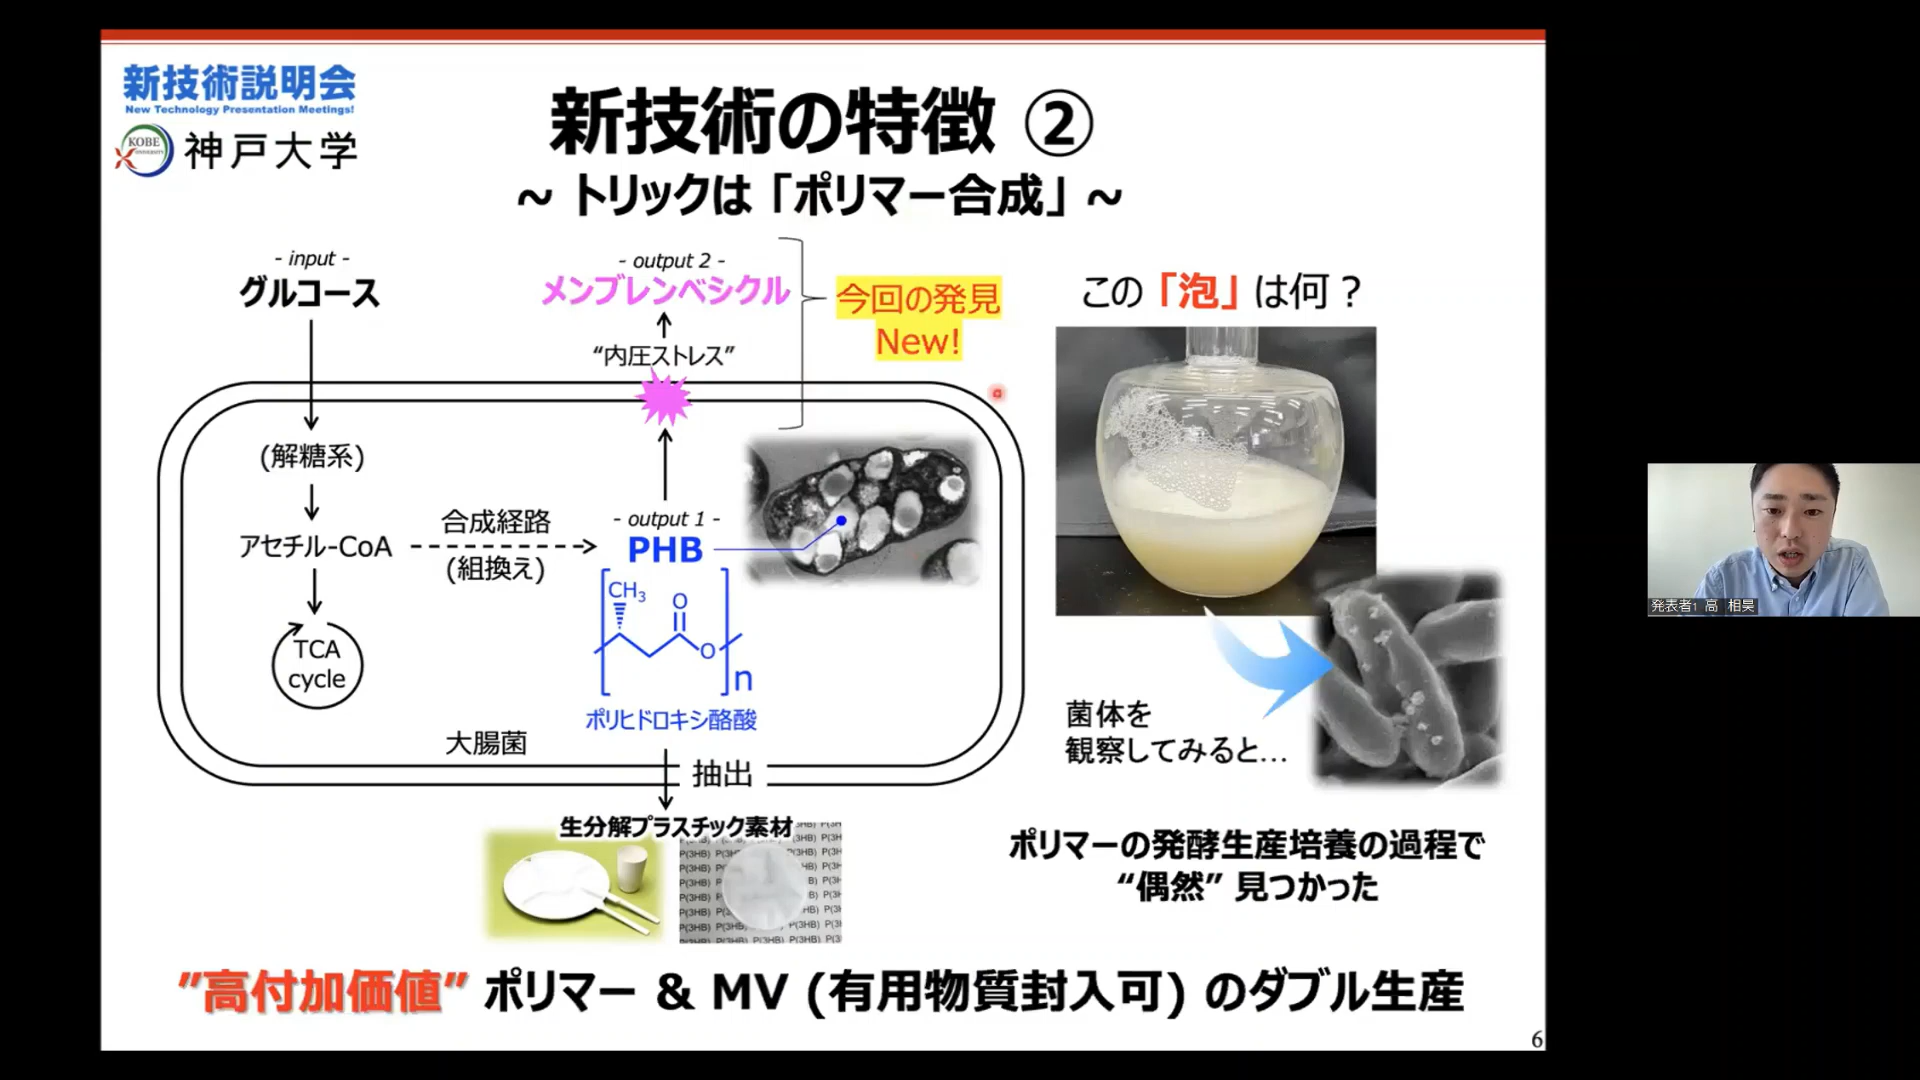 新技術説明会
New Technology Presentation Meetings!
KOBE
神戸大学
新技術の特徴 ②
~ トリックは「ポリマー合成」 ~
- input -
グルコース
- output 2 -
メンブレンベシクル
“内圧ストレス”
今回の発見
New!
(解糖系)
アセチル-CoA
合成経路
(組換え)
- output 1 -
PHB
CH3
O
O
n
ポリヒドロキシ酪酸
TCA
cycle
大腸菌
抽出
生分解プラスチック素材
P(3HB) P(3HB) P(3HB) P(3HB)
この「泡」は何？
菌体を
観察してみると…
ポリマーの発酵生産培養の過程で
“偶然” 見つかった
”高付加価値” ポリマー & MV (有用物質封入可) のダブル生産
6
発表者1 高 相昊